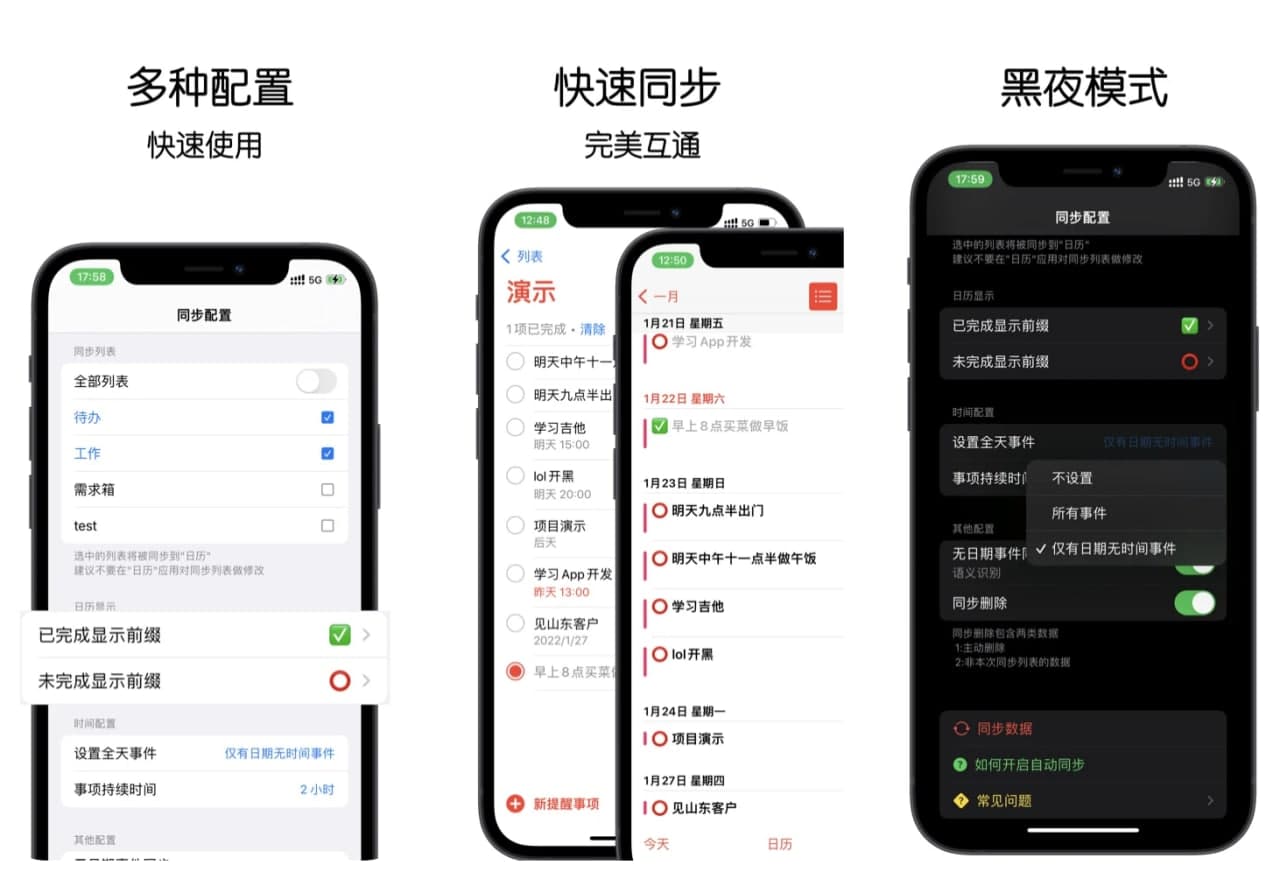 多种配置
快速使用
17:58
5G
同步配置
同步列表
全部列表
待办
工作
需求箱
test
选中的列表将被同步到"日历"
建议不要在"日历"应用对同步列表做修改
日历显示
已完成显示前缀
未完成显示前缀
时间配置
设置全天事件 仅有日期无时间事件
事项持续时间 2 小时
其他配置
快速同步
完美互通
12:48
5G
列表
演示
1项已完成 • 清除
明天中午十一
明天九点半出
学习吉他
明天 15:00
lol 开黑
明天 20:00
项目演示
后天
学习 App 开发
昨天 13:00
见山东客户
2022/1/27
早上 8 点买菜
新提醒事项
12:50
一月
1月21日 星期五
学习 App 开发
1月22日 星期六
早上 8 点买菜做早饭
1月23日 星期日
明天九点半出门
明天中午十一点半做午饭
学习吉他
lol 开黑
1月24日 星期一
项目演示
1月27日 星期四
见山东客户
今天 日历
黑夜模式
17:59
5G
同步配置
选中的列表将被同步到"日历"
建议不要在"日历"应用对同步列表做修改
日历显示
已完成显示前缀
未完成显示前缀
时间配置
设置全天事件 仅有日期无时间事件
事项持续时
不设置
所有事件
✓ 仅有日期无时间事件
其他配置
无日期事件
语义识别
同步删除
同步删除包含两类数据
1:主动删除
2:非本次同步列表的数据
同步数据
如何开启自动同步
常见问题